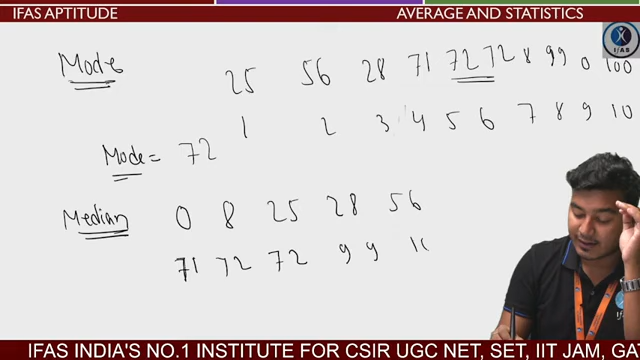 IFAS APTITUDE AVERAGE AND STATISTICS
IFAS
Mode 25 56 28 71 72 72 8 99 0 100
1 2 3 4 5 6 7 8 9 10
Mode = 72
Median 0 8 25 28 56
71 72 72 99 10
IFAS INDIA'S NO.1 INSTITUTE FOR CSIR UGC NET, SET, IIT JAM, GA